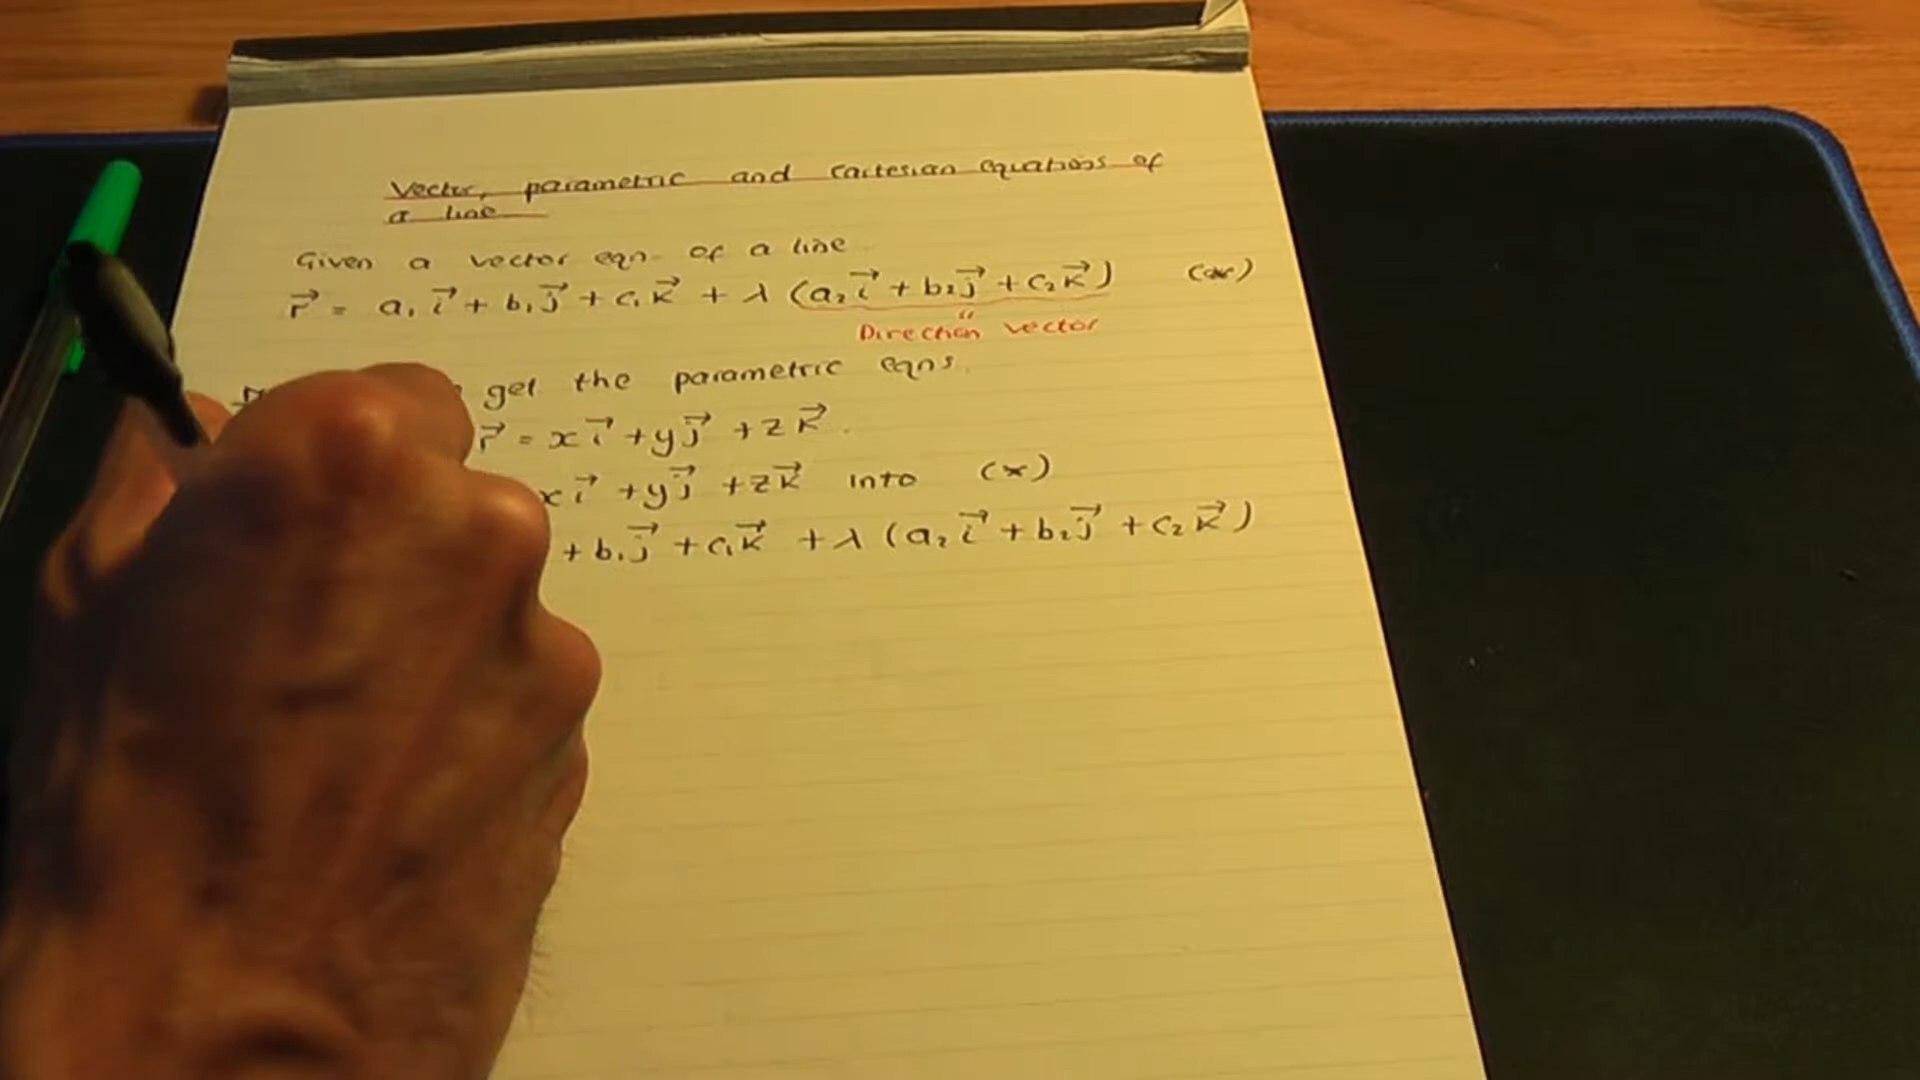 Vector, parametric and Cartesian equations of
a line
Given a vector eqn. of a line
r⃗ = a₁i⃗ + b₁j⃗ + c₁k⃗ + λ (a₂i⃗ + b₂j⃗ + c₂k⃗) (*)
Direction vector
get the parametric eqns.
r⃗ = xi⃗ + yj⃗ + zk⃗.
xi⃗ + yj⃗ + zk⃗ into (*)
+ b₁j⃗ + c₁k⃗ + λ (a₂i⃗ + b₂j⃗ + c₂k⃗)